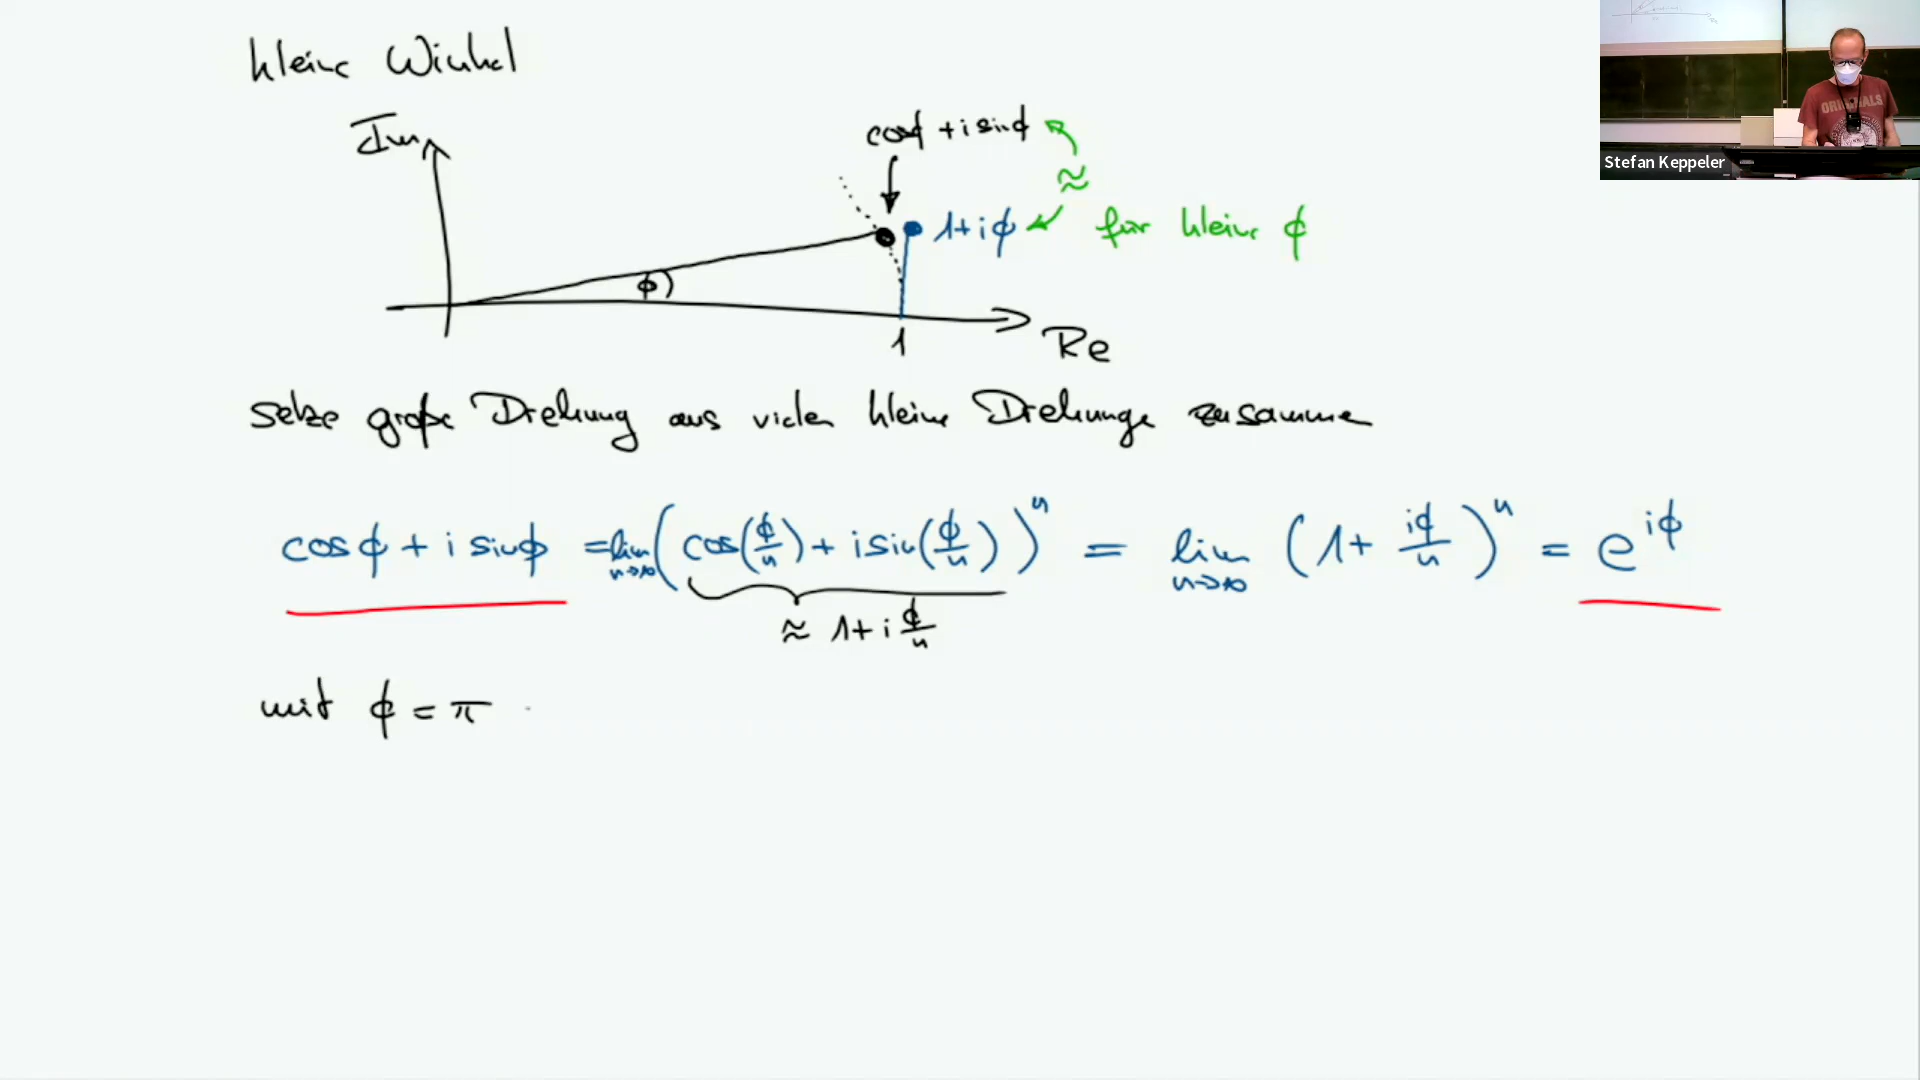 kleine Winkel
Im
cosϕ + i sinϕ
≈
1 + iϕ
für kleine ϕ
ϕ
1
Re
Setze große Drehung aus vielen kleinen Drehungen zusammen
cosϕ + i sinϕ = lim n→∞ (cos(ϕ/n) + i sin(ϕ/n))^n = lim n→∞ (1 + iϕ/n)^n = e^{iϕ}
≈ 1 + i ϕ/n
mit ϕ = π
ORIGINALS
Stefan Keppeler